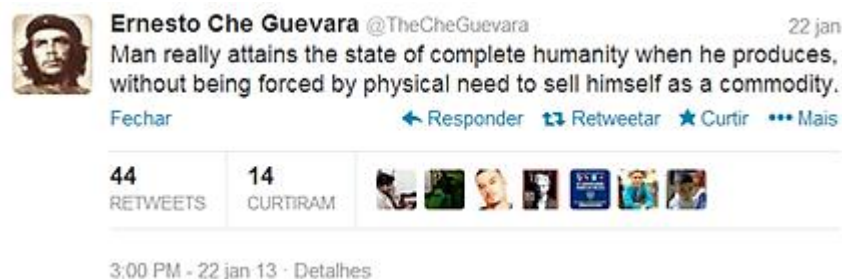 Ernesto Che Guevara @TheCheGuevara 22 jan
Man really attains the state of complete humanity when he produces,
without being forced by physical need to sell himself as a commodity.
Fechar Responder Retweetar Curtir Mais
44 14
RETWEETS CURTIRAM
3:00 PM - 22 jan 13 · Detalhes